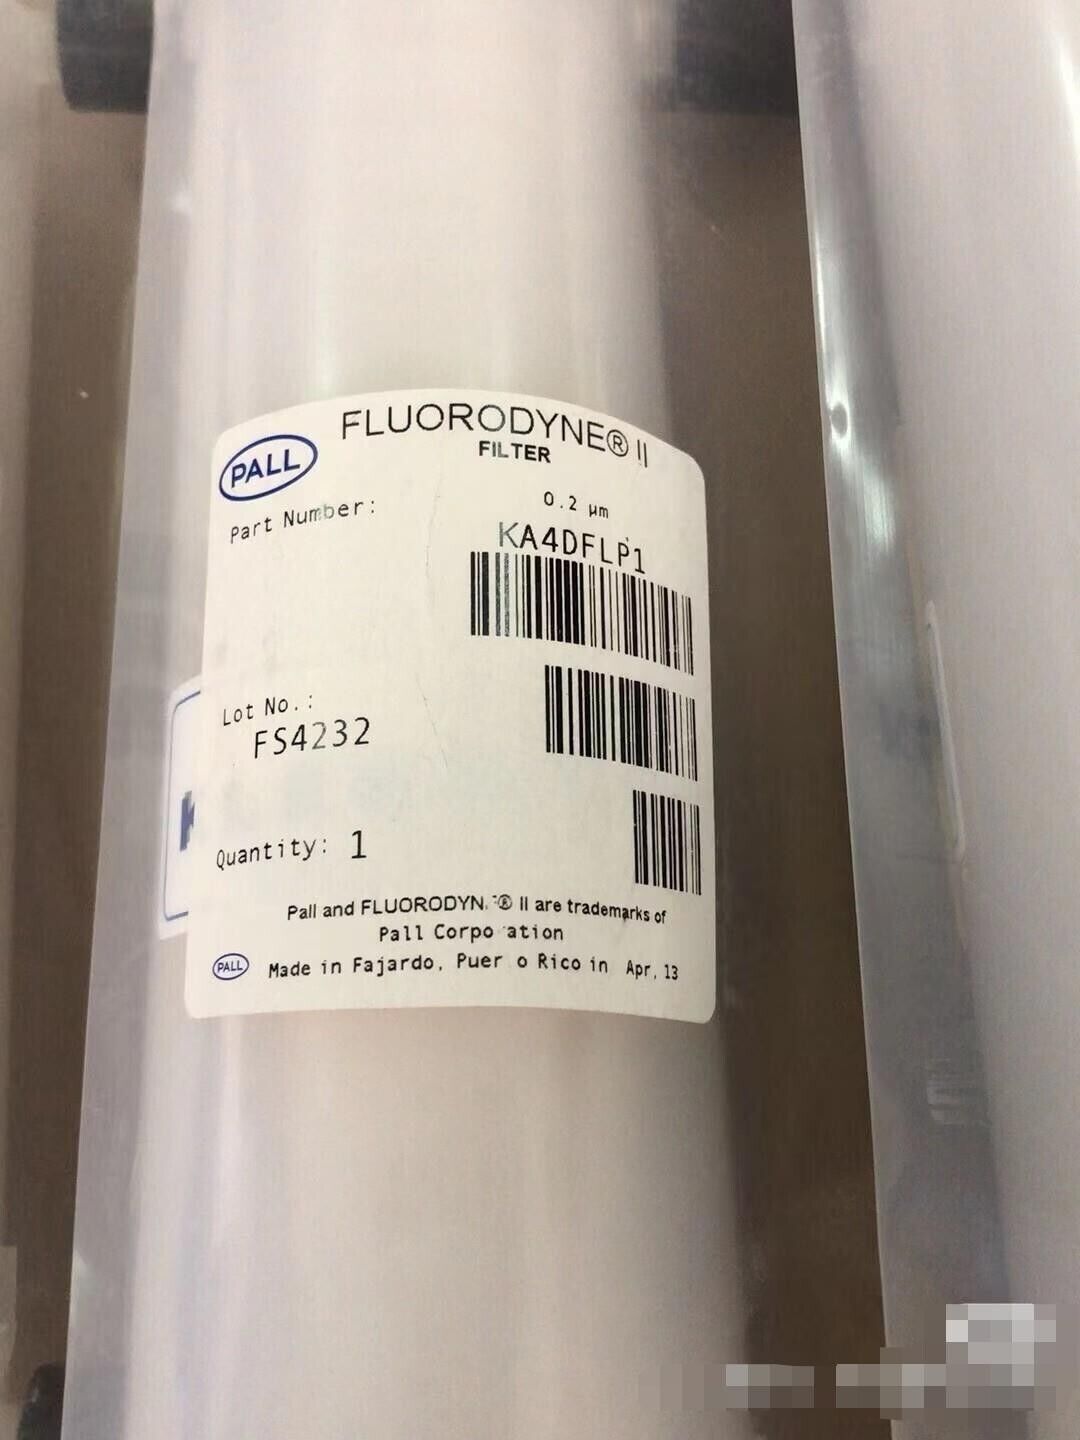 FLUORODYNE® II
FILTER
PALL
Part Number:
0.2 µm
KA4DFLP1
Lot No.:
FS4232
Quantity: 1
Pall and FLUORODYN ® II are trademarks of
Pall Corpo ation
PALL Made in Fajardo, Puer o Rico in Apr, 13
K